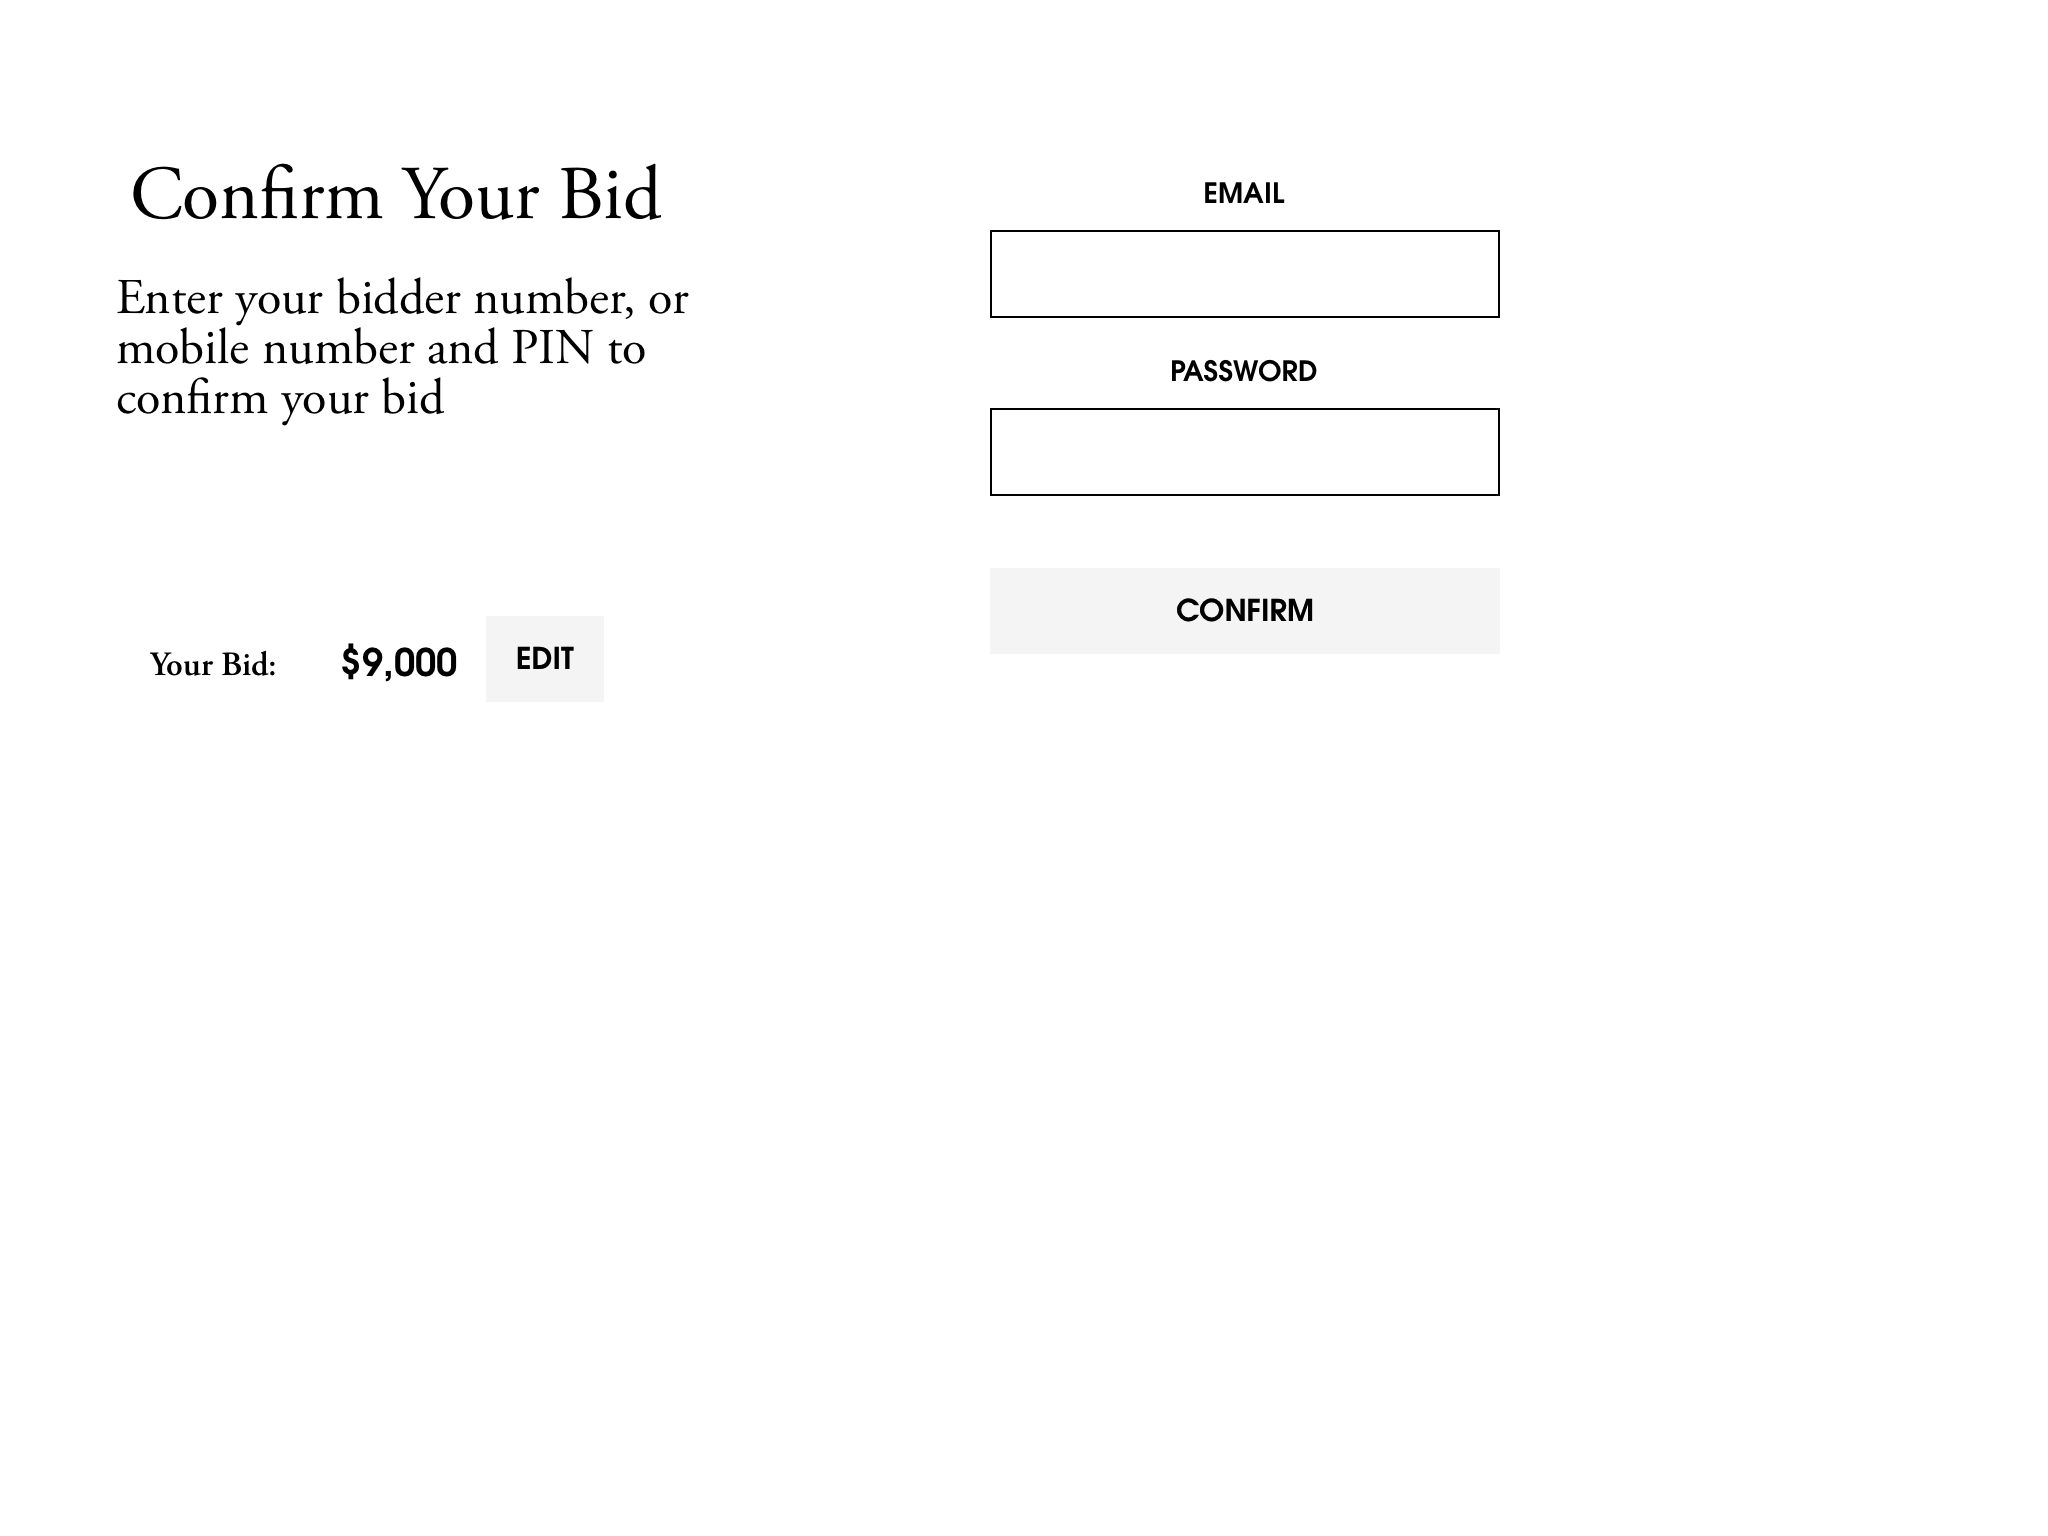 Confirm Your Bid
Enter your bidder number, or
mobile number and PIN to
confirm your bid
Your Bid: $9,000 EDIT
EMAIL
PASSWORD
CONFIRM